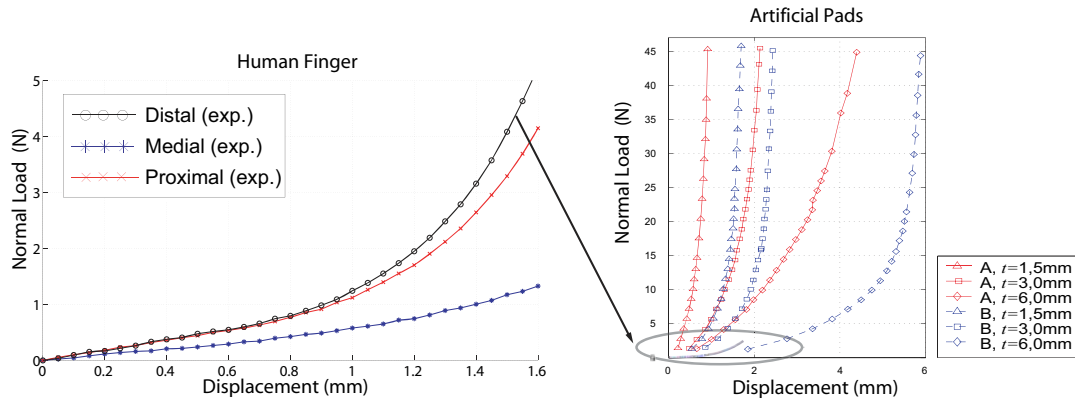 Human Finger
Normal Load (N)
5
4
3
2
1
0
0 0.2 0.4 0.6 0.8 1.0 1.2 1.4 1.6
Displacement (mm)
Distal (exp.)
Medial (exp.)
Proximal (exp.)
Artificial Pads
Normal Load (N)
45
40
35
30
25
20
15
10
5
0 2 4 6
Displacement (mm)
A, t=1,5mm
A, t=3,0mm
A, t=6,0mm
B, t=1,5mm
B, t=3,0mm
B, t=6,0mm